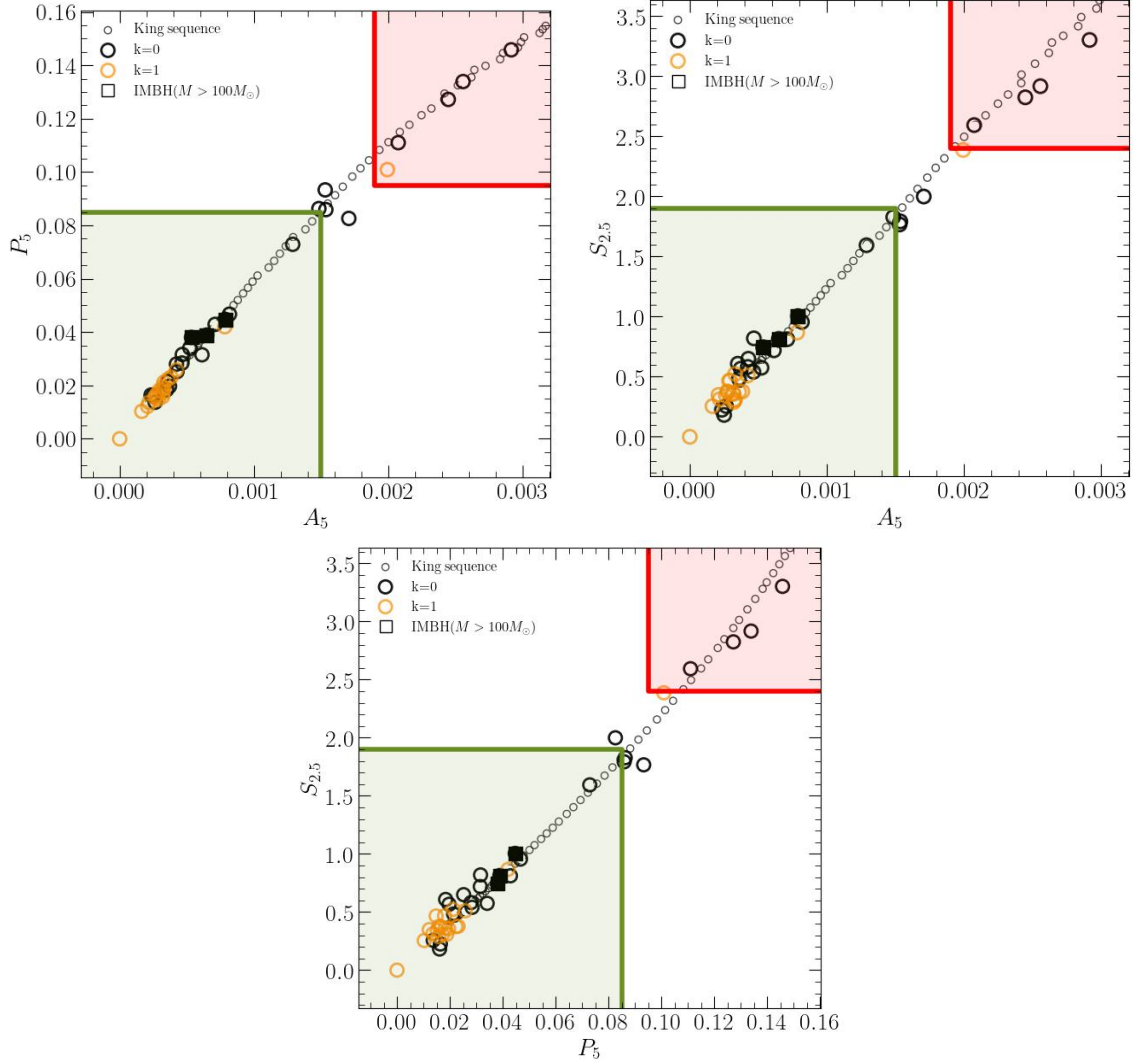 0.16
0.14
0.12
0.10
0.08
0.06
0.04
0.02
0.00
P5
King sequence
k=0
k=1
IMBH(M > 100M⊙)
0.000 0.001 0.002 0.003
A5
3.5
3.0
2.5
2.0
1.5
1.0
0.5
0.0
S2.5
King sequence
k=0
k=1
IMBH(M > 100M⊙)
0.000 0.001 0.002 0.003
A5
3.5
3.0
2.5
2.0
1.5
1.0
0.5
0.0
S2.5
King sequence
k=0
k=1
IMBH(M > 100M⊙)
0.00 0.02 0.04 0.06 0.08 0.10 0.12 0.14 0.16
P5